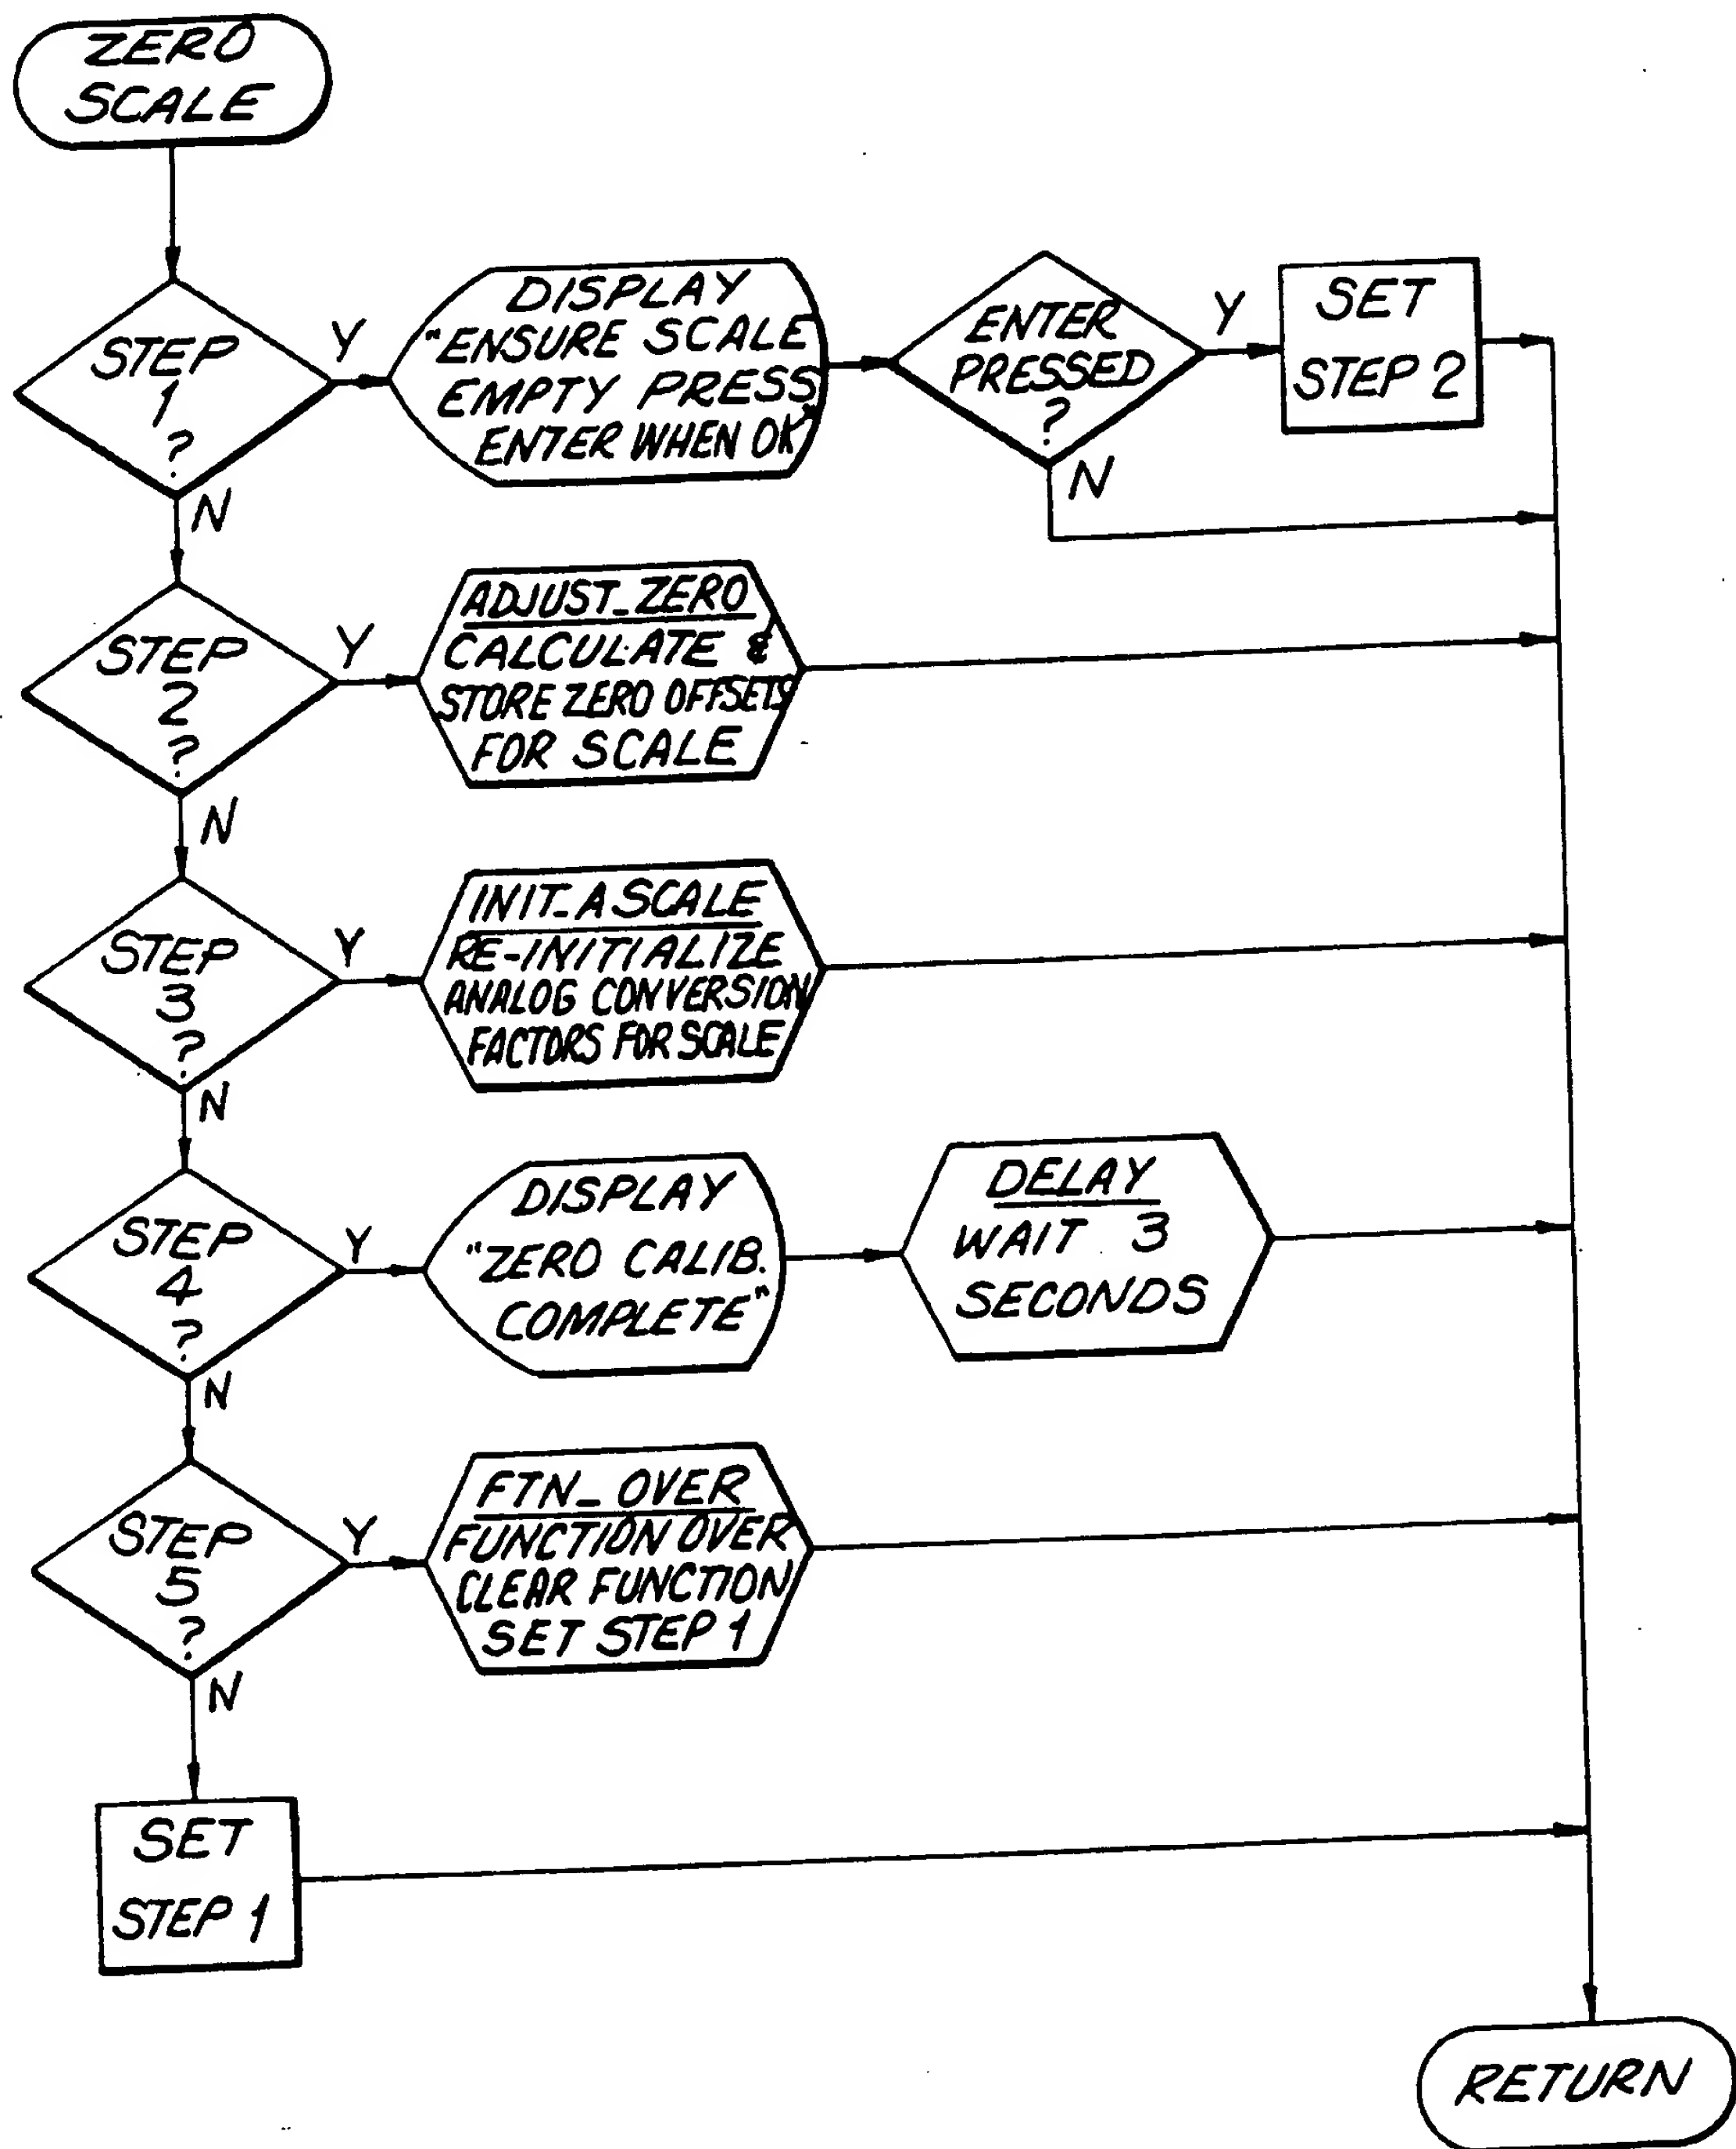 ZERO
SCALE
STEP
1
?
Y
N
DISPLAY
"ENSURE SCALE
EMPTY PRESS
ENTER WHEN OK"
ENTER
PRESSED
?
Y
N
SET
STEP 2
STEP
2
?
Y
N
ADJUST_ZERO
CALCULATE &
STORE ZERO OFFSETS
FOR SCALE
STEP
3
?
Y
N
INIT_A SCALE
RE-INITIALIZE
ANALOG CONVERSION
FACTORS FOR SCALE
STEP
4
?
Y
N
DISPLAY
"ZERO CALIB.
COMPLETE"
DELAY
WAIT 3
SECONDS
STEP
5
?
Y
N
FTN_OVER
FUNCTION OVER
CLEAR FUNCTION
SET STEP 1
SET
STEP 1
RETURN